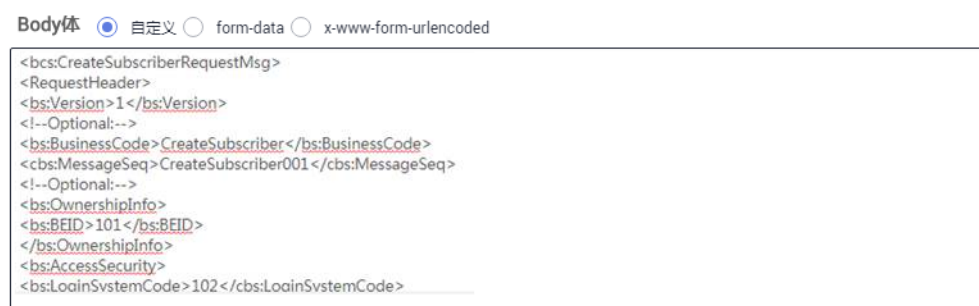 Body体 自定义 form-data x-www-form-urlencoded
<bcs:CreateSubscriberRequestMsg>
<RequestHeader>
<bs:Version>1</bs:Version>
<!--Optional:-->
<bs:BusinessCode>CreateSubscriber</bs:BusinessCode>
<cbs:MessageSeq>CreateSubscriber001</cbs:MessageSeq>
<!--Optional:-->
<bs:OwnershipInfo>
<bs:BEID>101</bs:BEID>
</bs:OwnershipInfo>
<bs:AccessSecurity>
<bs:LoginSystemCode>102</cbs:LoginSystemCode>